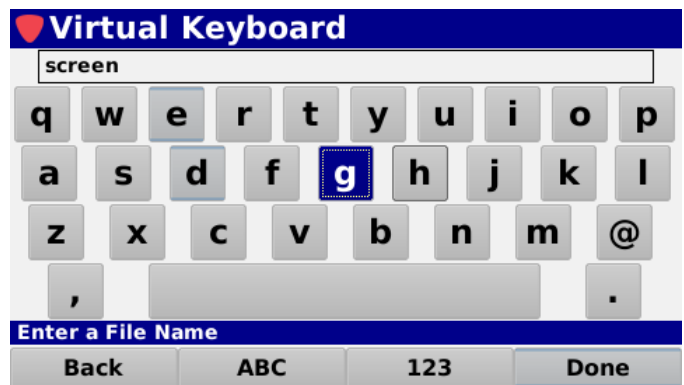 Virtual Keyboard
screen
q w e r t y u i o p
a s d f g h j k l
z x c v b n m @
, .
Enter a File Name
Back ABC 123 Done